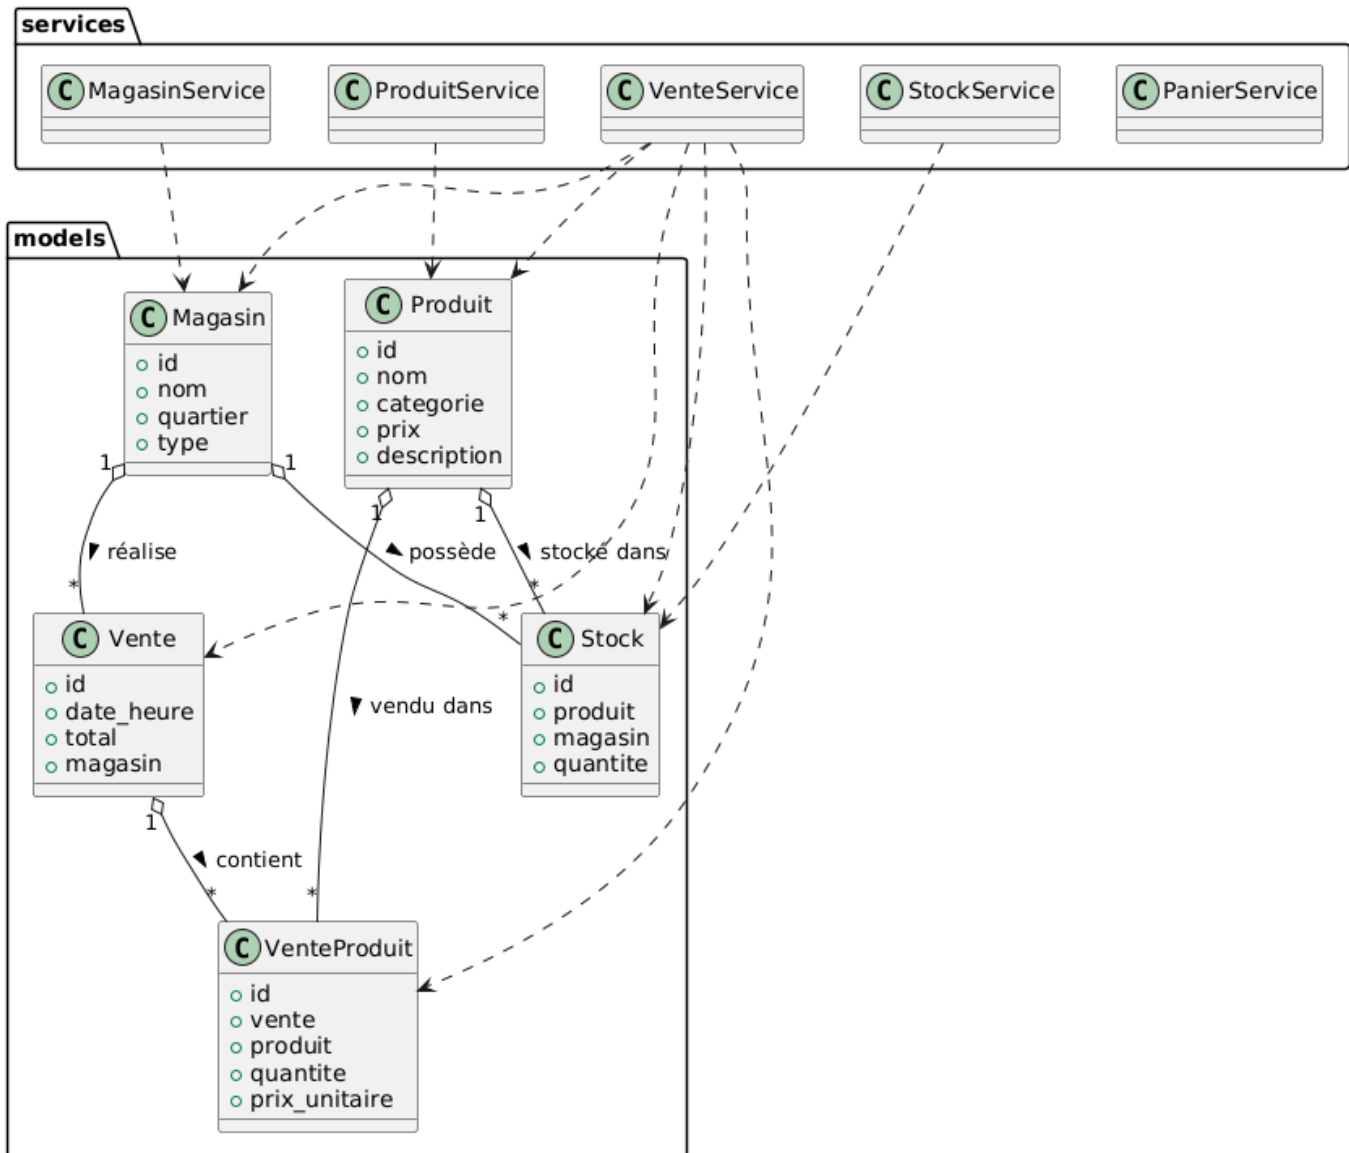 services
C MagasinService
C ProduitService
C VenteService
C StockService
C PanierService
models
C Magasin
id
nom
quartier
type
C Produit
id
nom
categorie
prix
description
1
1
1
1
réalise
possède
stocké dans
*
*
*
C Vente
id
date_heure
total
magasin
C Stock
id
produit
magasin
quantite
vendu dans
1
contient
*
*
C VenteProduit
id
vente
produit
quantite
prix_unitaire